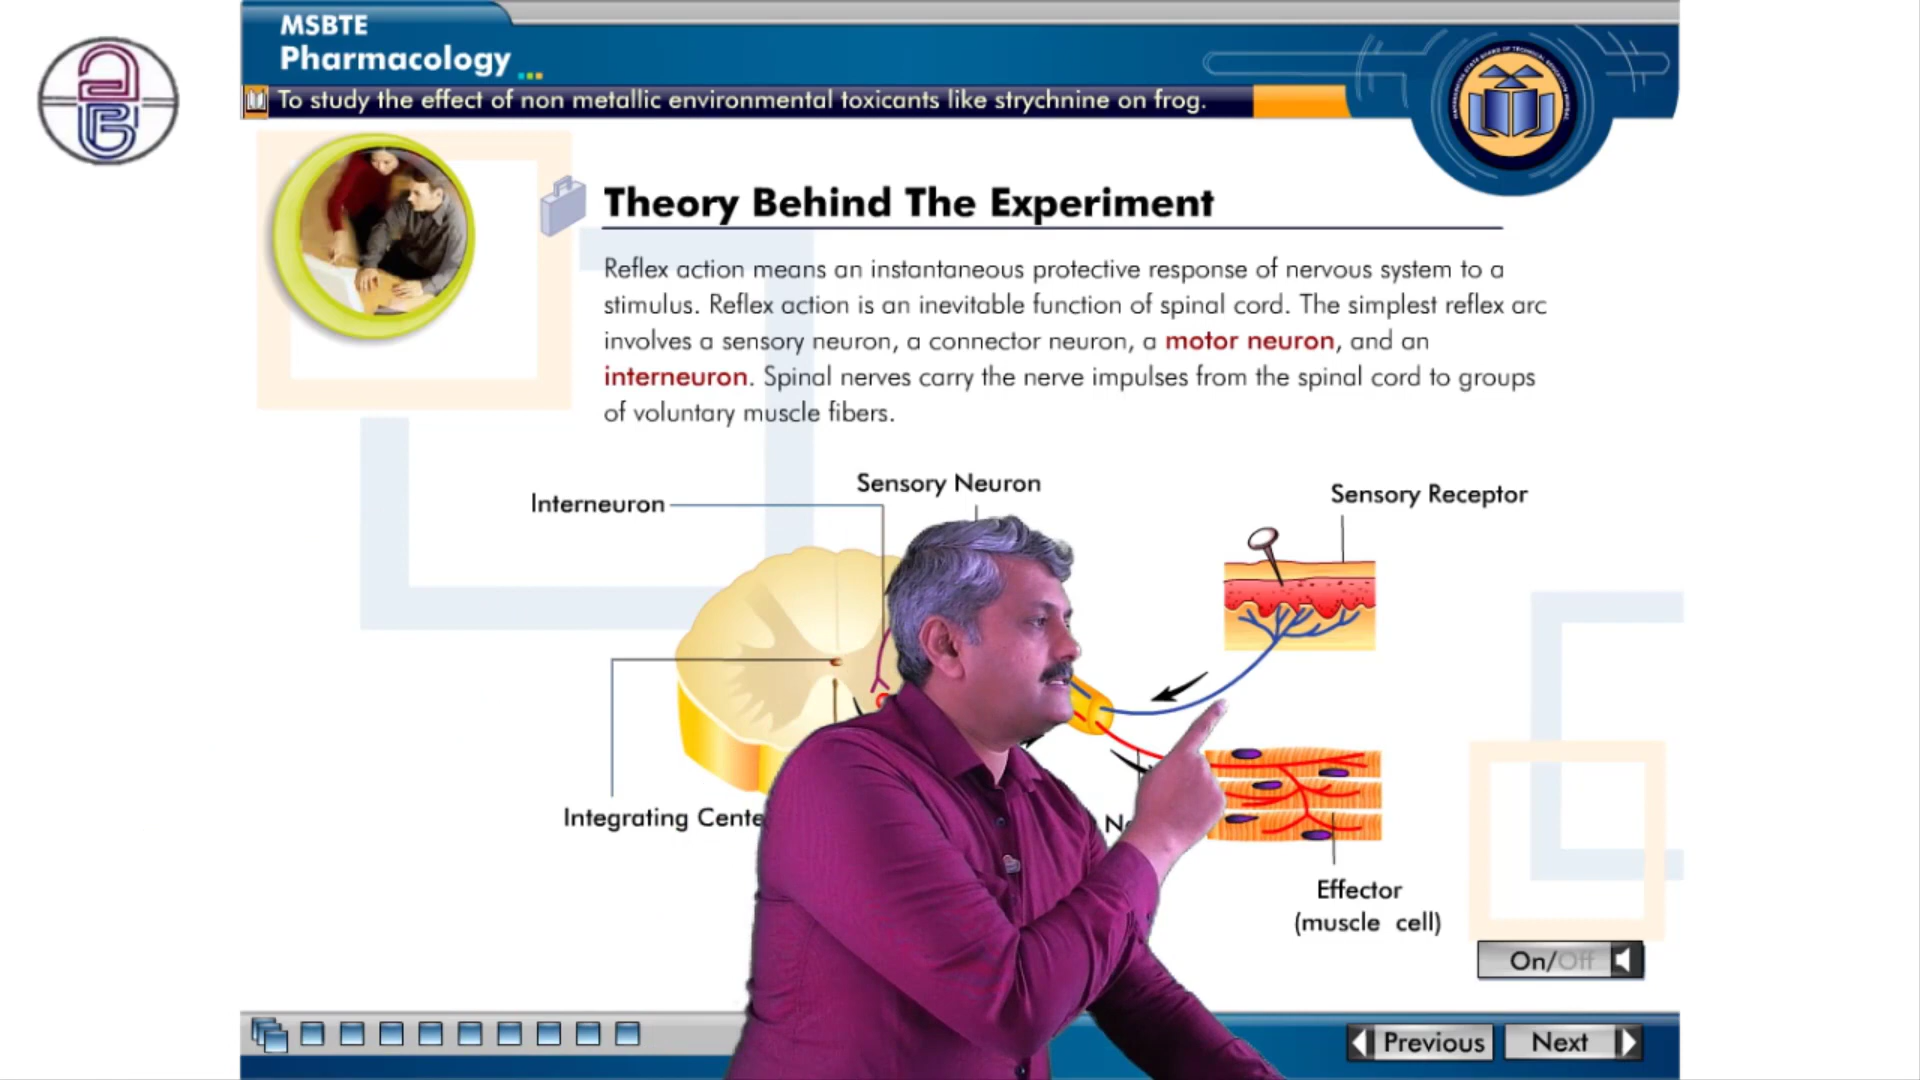 MSBTE
Pharmacology
To study the effect of non metallic environmental toxicants like strychnine on frog.
Theory Behind The Experiment
Reflex action means an instantaneous protective response of nervous system to a
stimulus. Reflex action is an inevitable function of spinal cord. The simplest reflex arc
involves a sensory neuron, a connector neuron, a motor neuron, and an
interneuron. Spinal nerves carry the nerve impulses from the spinal cord to groups
of voluntary muscle fibers.
Sensory Neuron
Sensory Receptor
Interneuron
Integrating Cente
Effector
(muscle cell)
On/Off
Previous
Next